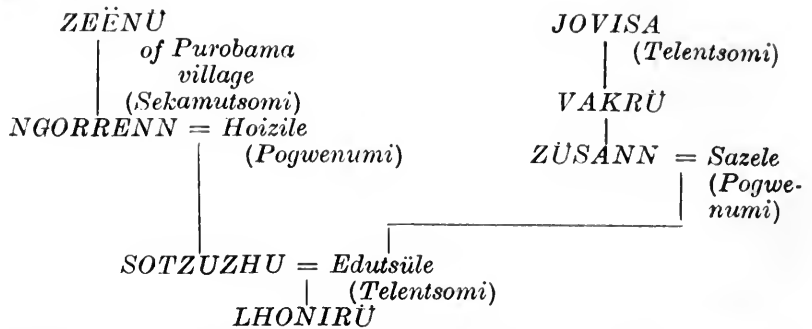 ZEËNÜ JOVISA
of Purobama (Telentsomi)
village
(Sekamutsomi) VAKRÜ
NGORRENN = Hoizile
(Pogwenumi) ZÜSANN = Sazele
(Pogwe-
numi)
SOTZUZHU = Edutsüle
(Telentsomi)
LHONIRÜ